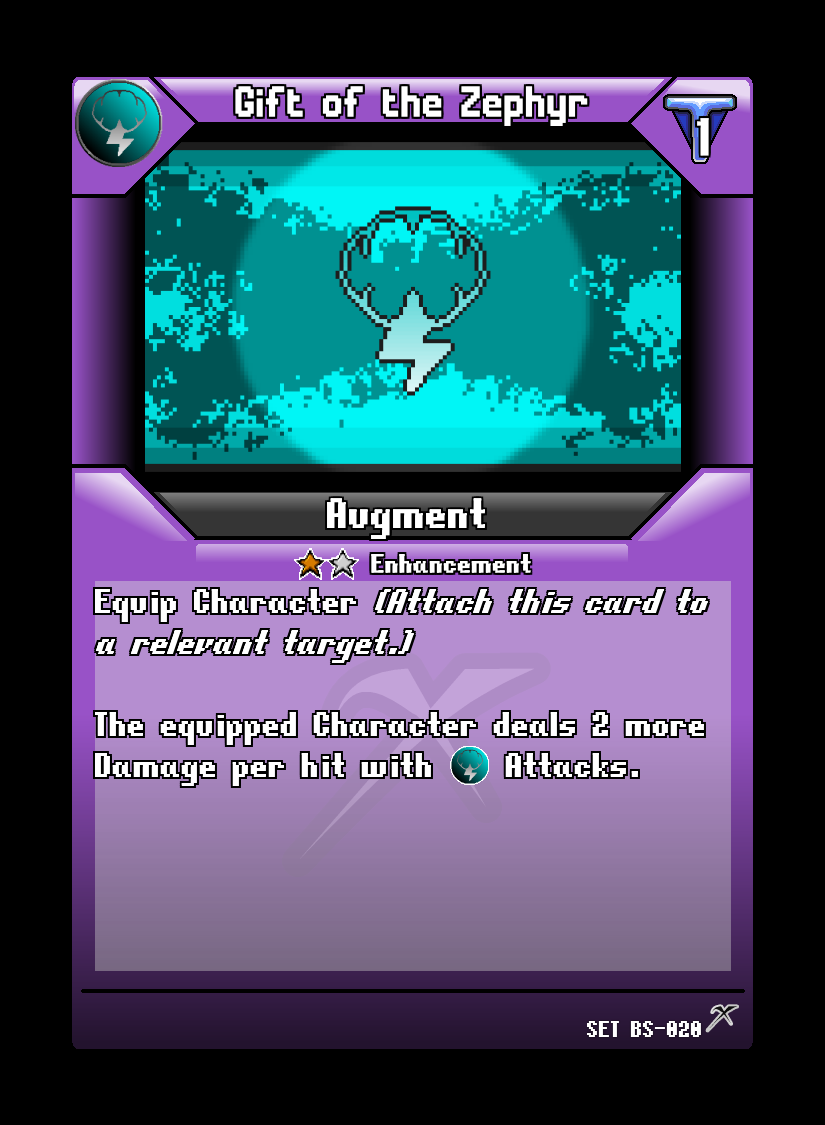 Gift of the Zephyr
1
Augment
Enhancement
Equip Character (Attach this card to
a relevant target.)
The equipped Character deals 2 more
Damage per hit with Attacks.
SET BS-020